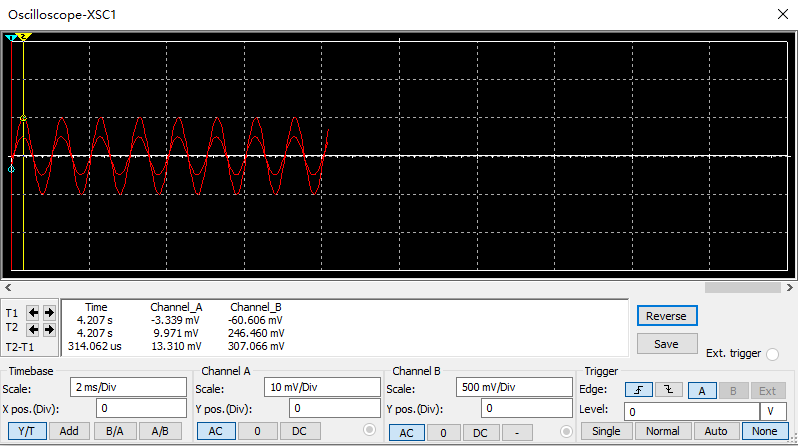 Oscilloscope-XSC1
1 2
T1
T2
T2-T1
Time Channel_A Channel_B
4.207 s -3.339 mV -60.606 mV
4.207 s 9.971 mV 246.460 mV
314.062 us 13.310 mV 307.066 mV
Reverse
Save
Ext. trigger
Timebase
Scale: 2 ms/Div
X pos.(Div): 0
Y/T Add B/A A/B
Channel A
Scale: 10 mV/Div
Y pos.(Div): 0
AC 0 DC
Channel B
Scale: 500 mV/Div
Y pos.(Div): 0
AC 0 DC -
Trigger
Edge: A B Ext
Level: 0 V
Single Normal Auto None